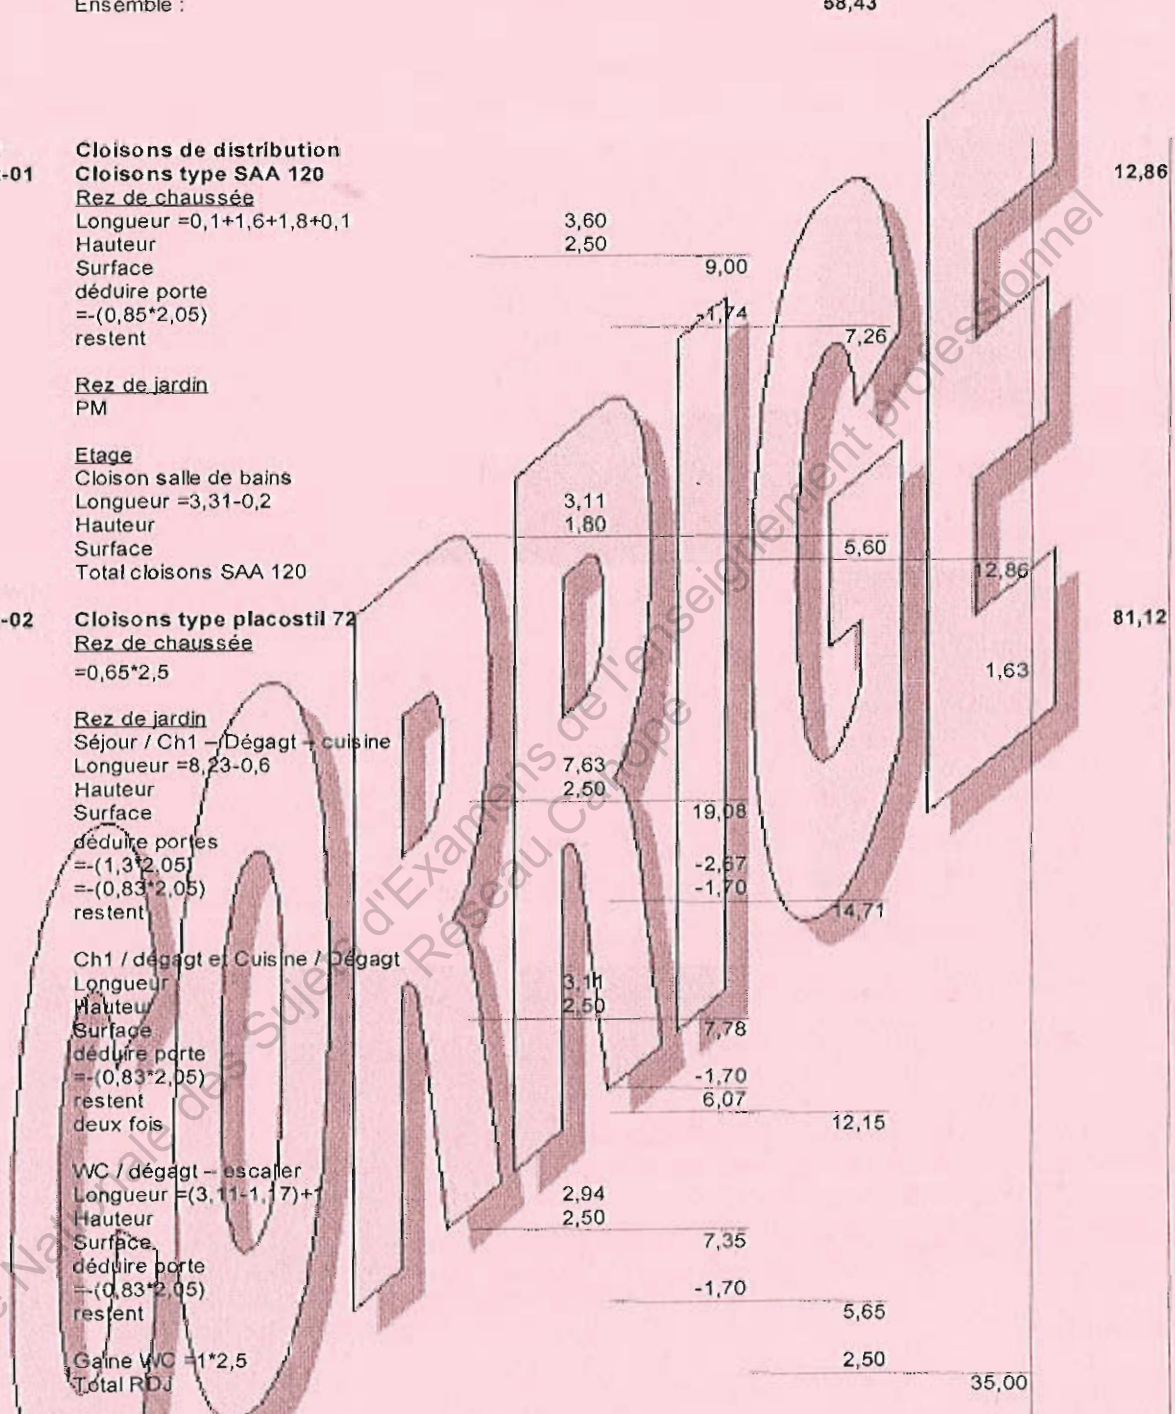 Ensemble : 58,43
Cloisons de distribution
-01 Cloisons type SAA 120 12,86
Rez de chaussée
Longueur =0,1+1,6+1,8+0,1 3,60
Hauteur 2,50
Surface 9,00
déduire porte
=-(0,85*2,05) -1,74
restent 7,26
Rez de jardin
PM
Etage
Cloison salle de bains
Longueur =3,31-0,2 3,11
Hauteur 1,80
Surface 5,60
Total cloisons SAA 120 12,86
-02 Cloisons type placostil 72 81,12
Rez de chaussée
=0,65*2,5 1,63
Rez de jardin
Séjour / Ch1 – Dégagt – cuisine
Longueur =8,23-0,6 7,63
Hauteur 2,50
Surface 19,08
déduire portes
=-(1,3*2,05) -2,67
=-(0,83*2,05) -1,70
restent 14,71
Ch1 / dégagt et Cuisine / Dégagt
Longueur 3,11
Hauteur 2,50
Surface 7,78
déduire porte
=-(0,83*2,05) -1,70
restent 6,07
deux fois 12,15
WC / dégagt – escalier
Longueur =(3,11-1,17)+1 2,94
Hauteur 2,50
Surface 7,35
déduire porte
=-(0,83*2,05) -1,70
restent 5,65
Gaine WC =1*2,5 2,50
Total RDJ 35,00
CORRIGE
Nationale des Sujets d'Examens de l'enseignement professionnel
Réseau Canopé